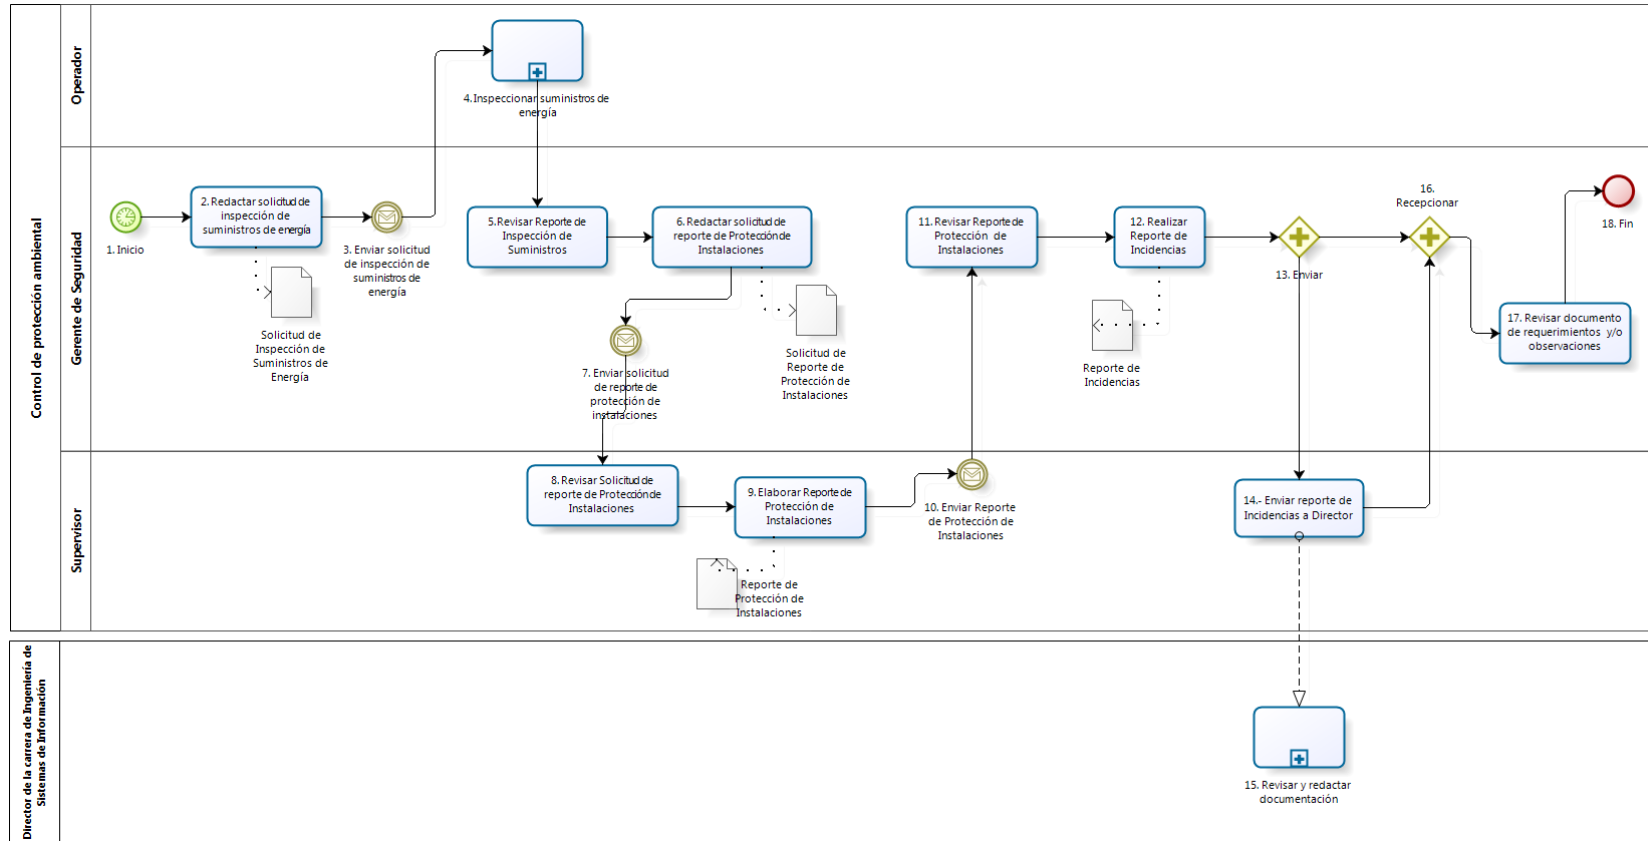 Control de protección ambiental
Operador
4.Inspeccionar suministros de
energía
Gerente de Seguridad
1. Inicio
2. Redactar solicitud de
inspección de
suministros de energía
Solicitud de
Inspección de
Suministros de
Energía
3. Enviar solicitud
de inspección de
suministros de
energía
5.Revisar Reporte de
Inspección de
Suministros
6. Redactar solicitud de
reporte de Protección de
Instalaciones
Solicitud de
Reporte de
Protección de
Instalaciones
7. Enviar solicitud
de reporte de
protección de
instalaciones
11. Revisar Reporte de
Protección de
Instalaciones
12. Realizar
Reporte de
Incidencias
Reporte de
Incidencias
13. Enviar
16.
Recepcionar
17. Revisar documento
de requerimientos y/o
observaciones
18. Fin
Supervisor
8. Revisar Solicitud de
reporte de Protección de
Instalaciones
9. Elaborar Reporte de
Protección de
Instalaciones
Reporte de
Protección de
Instalaciones
10. Enviar Reporte
de Protección de
Instalaciones
14.- Enviar reporte de
Incidencias a Director
Director de la carrera de Ingeniería de
Sistemas de Información
15. Revisar y redactar
documentación